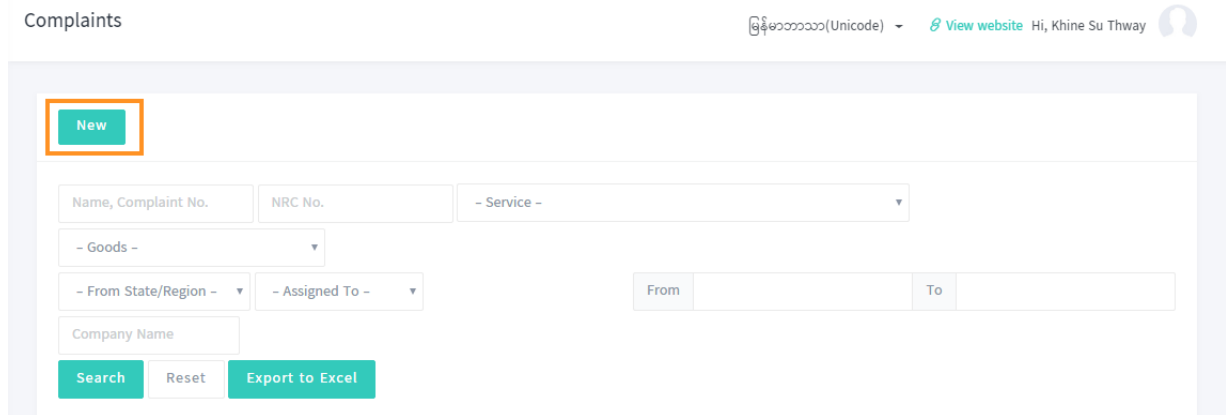 Complaints
မြန်မာဘာသာ(Unicode) View website Hi, Khine Su Thway
New
Name, Complaint No. NRC No. – Service –
– Goods –
– From State/Region – – Assigned To – From To
Company Name
Search Reset Export to Excel